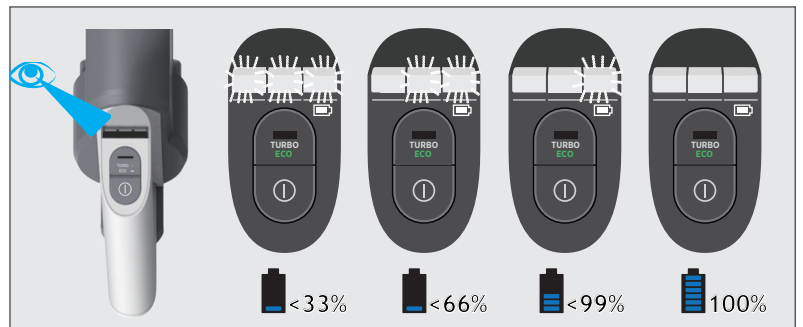 TURBO
ECO
TURBO
ECO
TURBO
ECO
TURBO
ECO
TURBO
ECO
<33%
<66%
<99%
100%